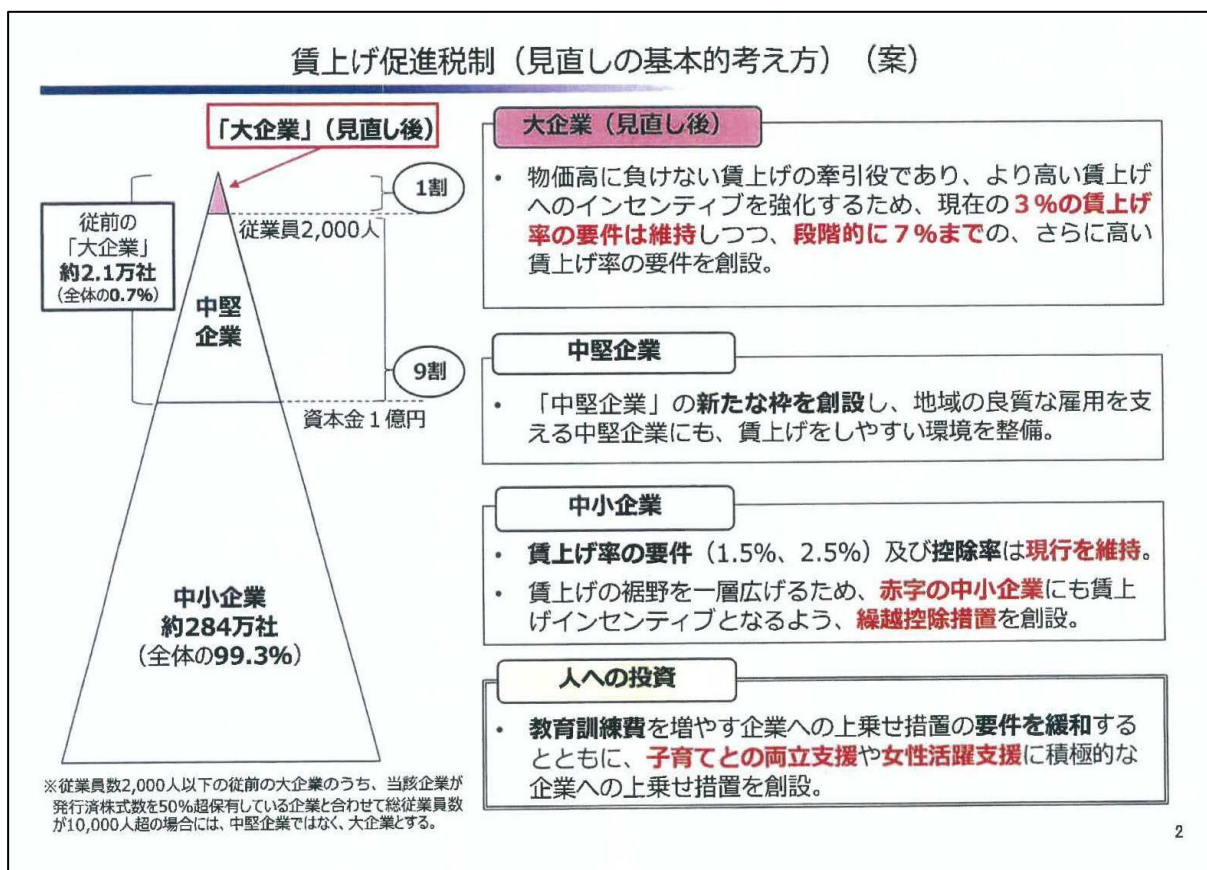 賃上げ促進税制（見直しの基本的考え方）（案）
「大企業」（見直し後）
1割
従業員2,000人
従前の
「大企業」
約2.1万社
（全体の0.7%）
中堅
企業
9割
資本金１億円
中小企業
約284万社
（全体の99.3%）
※従業員数2,000人以下の従前の大企業のうち、当該企業が
発行済株式数を50%超保有している企業と合わせて総従業員数
が10,000人超の場合には、中堅企業ではなく、大企業とする。
大企業（見直し後）
・ 物価高に負けない賃上げの牽引役であり、より高い賃上げ
へのインセンティブを強化するため、現在の３％の賃上げ
率の要件は維持しつつ、段階的に７％までの、さらに高い
賃上げ率の要件を創設。
中堅企業
・ 「中堅企業」の新たな枠を創設し、地域の良質な雇用を支
える中堅企業にも、賃上げをしやすい環境を整備。
中小企業
・ 賃上げ率の要件（1.5%、2.5%）及び控除率は現行を維持。
・ 賃上げの裾野を一層広げるため、赤字の中小企業にも賃上
げインセンティブとなるよう、繰越控除措置を創設。
人への投資
・ 教育訓練費を増やす企業への上乗せ措置の要件を緩和する
とともに、子育てとの両立支援や女性活躍支援に積極的な
企業への上乗せ措置を創設。
2